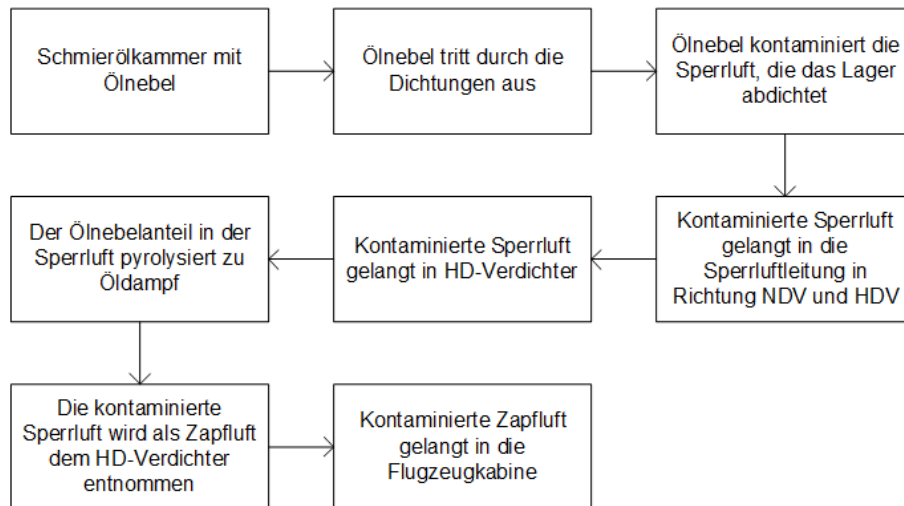 Schmierölkammer mit
Ölnebel
Ölnebel tritt durch die
Dichtungen aus
Ölnebel kontaminiert die
Sperrluft, die das Lager
abdichtet
Kontaminierte Sperrluft
gelangt in die
Sperrluftleitung in
Richtung NDV und HDV
Kontaminierte Sperrluft
gelangt in HD-Verdichter
Der Ölnebelanteil in der
Sperrluft pyrolysiert zu
Öldampf
Die kontaminierte
Sperrluft wird als Zapfluft
dem HD-Verdichter
entnommen
Kontaminierte Zapfluft
gelangt in die
Flugzeugkabine